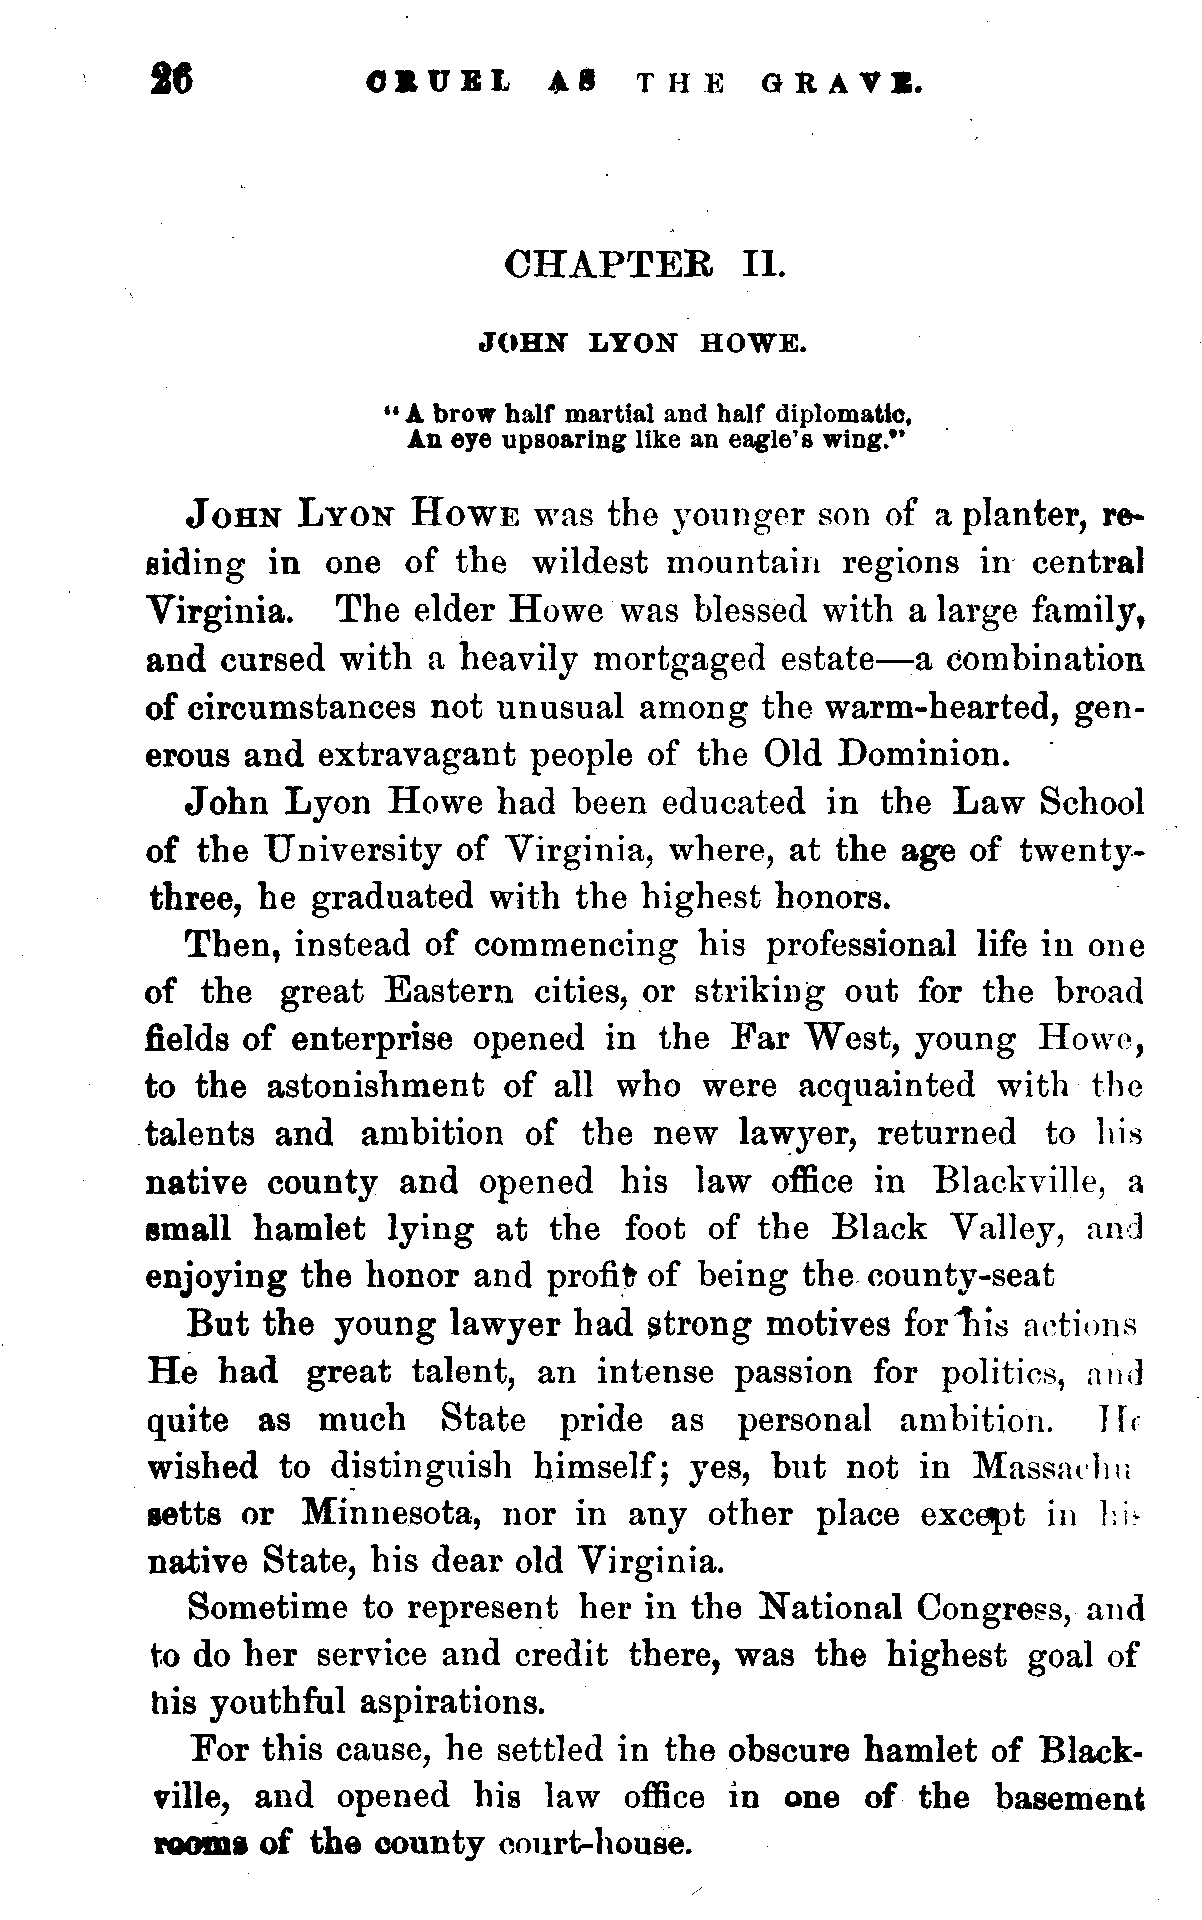 26 CRUEL AS THE GRAVE.
CHAPTER II.
JOHN LYON HOWE.
"A brow half martial and half diplomatic,
An eye upsoaring like an eagle's wing."
JOHN LYON HOWE was the younger son of a planter, re-
siding in one of the wildest mountain regions in central
Virginia. The elder Howe was blessed with a large family,
and cursed with a heavily mortgaged estate—a combination
of circumstances not unusual among the warm-hearted, gen-
erous and extravagant people of the Old Dominion.
John Lyon Howe had been educated in the Law School
of the University of Virginia, where, at the age of twenty-
three, he graduated with the highest honors.
Then, instead of commencing his professional life in one
of the great Eastern cities, or striking out for the broad
fields of enterprise opened in the Far West, young Howe,
to the astonishment of all who were acquainted with the
talents and ambition of the new lawyer, returned to his
native county and opened his law office in Blackville, a
small hamlet lying at the foot of the Black Valley, and
enjoying the honor and profit of being the county-seat
But the young lawyer had strong motives for his actions
He had great talent, an intense passion for politics, and
quite as much State pride as personal ambition. He
wished to distinguish himself; yes, but not in Massachu
setts or Minnesota, nor in any other place except in his
native State, his dear old Virginia.
Sometime to represent her in the National Congress, and
to do her service and credit there, was the highest goal of
his youthful aspirations.
For this cause, he settled in the obscure hamlet of Black-
ville, and opened his law office in one of the basement
rooms of the county court-house.